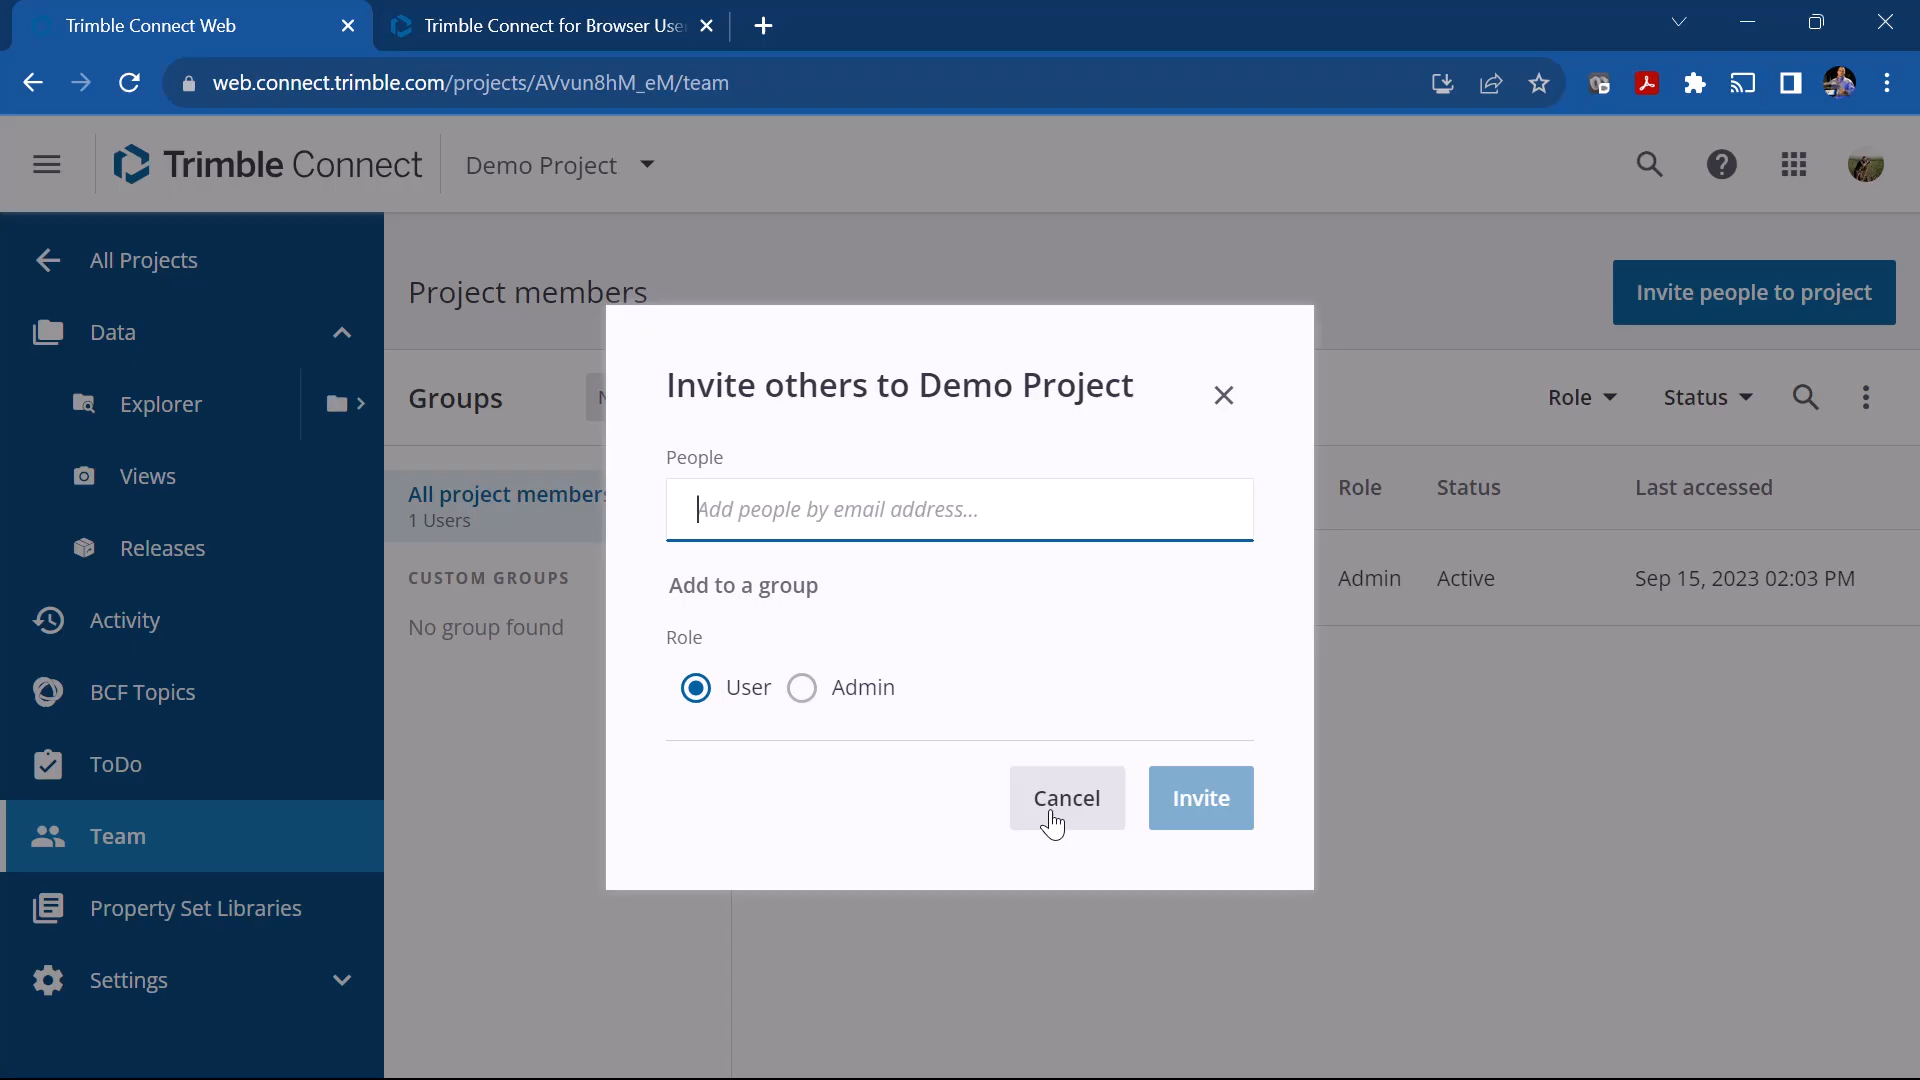 Trimble Connect Web
Trimble Connect for Browser Use
web.connect.trimble.com/projects/AVvun8hM_eM/team
Trimble Connect
Demo Project
All Projects
Data
Explorer
Views
Releases
Activity
BCF Topics
ToDo
Team
Property Set Libraries
Settings
Project members
Invite people to project
Groups
Role
Status
All project members
1 Users
CUSTOM GROUPS
No group found
Role Status Last accessed
Admin Active Sep 15, 2023 02:03 PM
Invite others to Demo Project
People
Add people by email address...
Add to a group
Role
User Admin
Cancel Invite